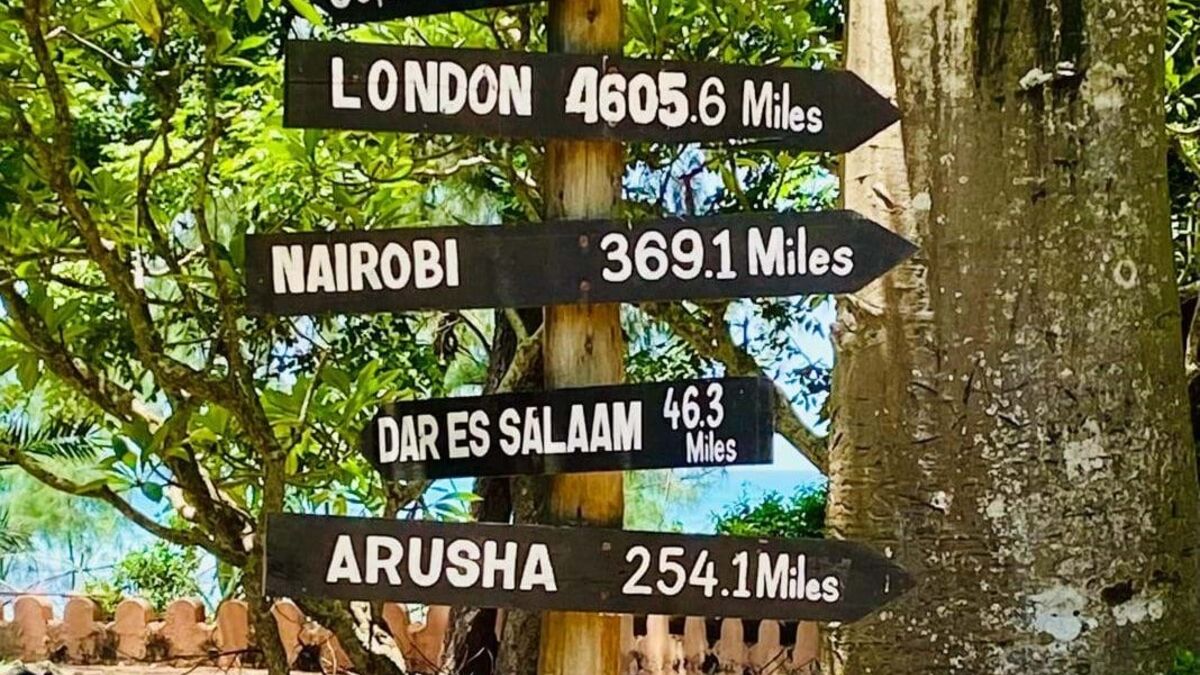 LONDON 4605.6 Miles
NAIROBI 369.1 Miles
DAR ES SALAAM 46.3
Miles
ARUSHA 254.1 Miles